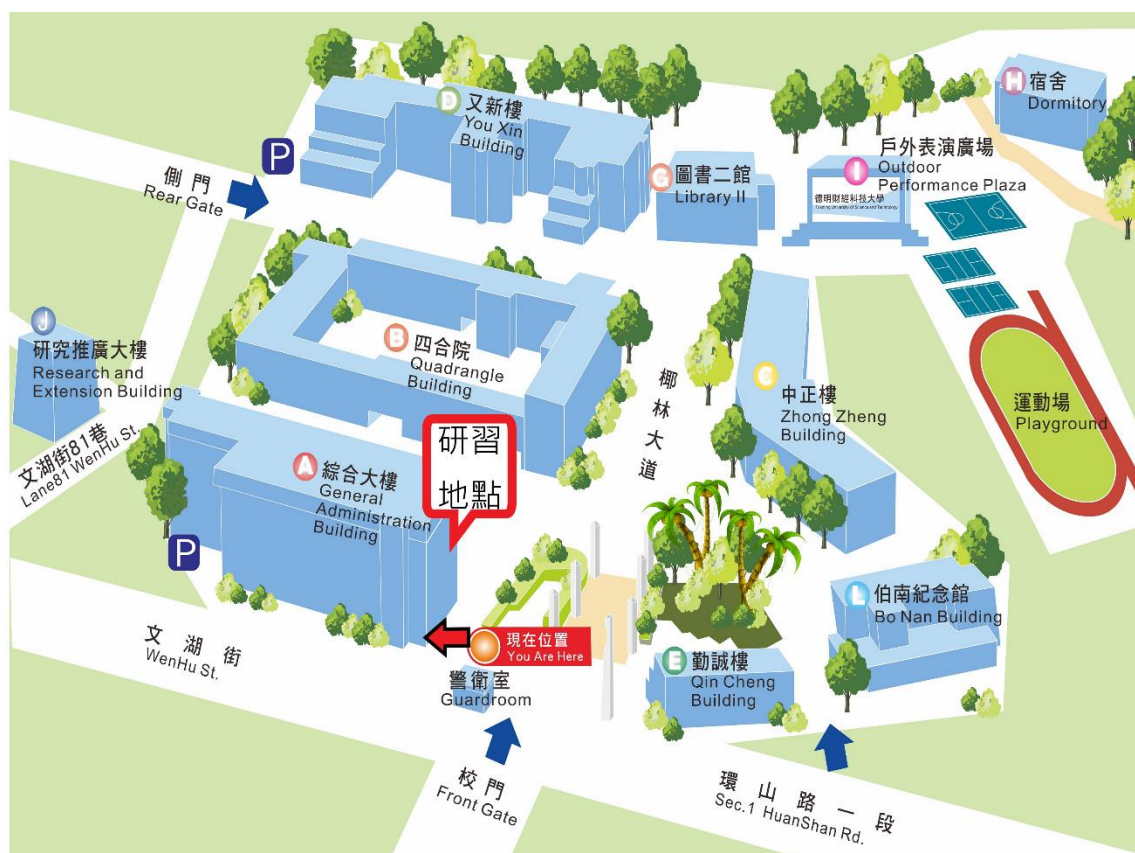 H
宿舍
Dormitory
D
又新樓
You Xin
Building
P
側門
Rear Gate
G
圖書二館
Library II
I
戶外表演廣場
Outdoor
Performance Plaza
德明財經科技大學
J
研究推廣大樓
Research and
Extension Building
B
四合院
Quadrangle
Building
椰林大道
C
中正樓
Zhong Zheng
Building
運動場
Playground
文湖街81巷
Lane81 WenHu St.
研習
地點
A
綜合大樓
General
Administration
Building
P
L
伯南紀念館
Bo Nan Building
現在位置
You Are Here
文湖街
WenHu St.
警衛室
Guardroom
E
勤誠樓
Qin Cheng
Building
校門
Front Gate
環山路一段
Sec.1 HuanShan Rd.